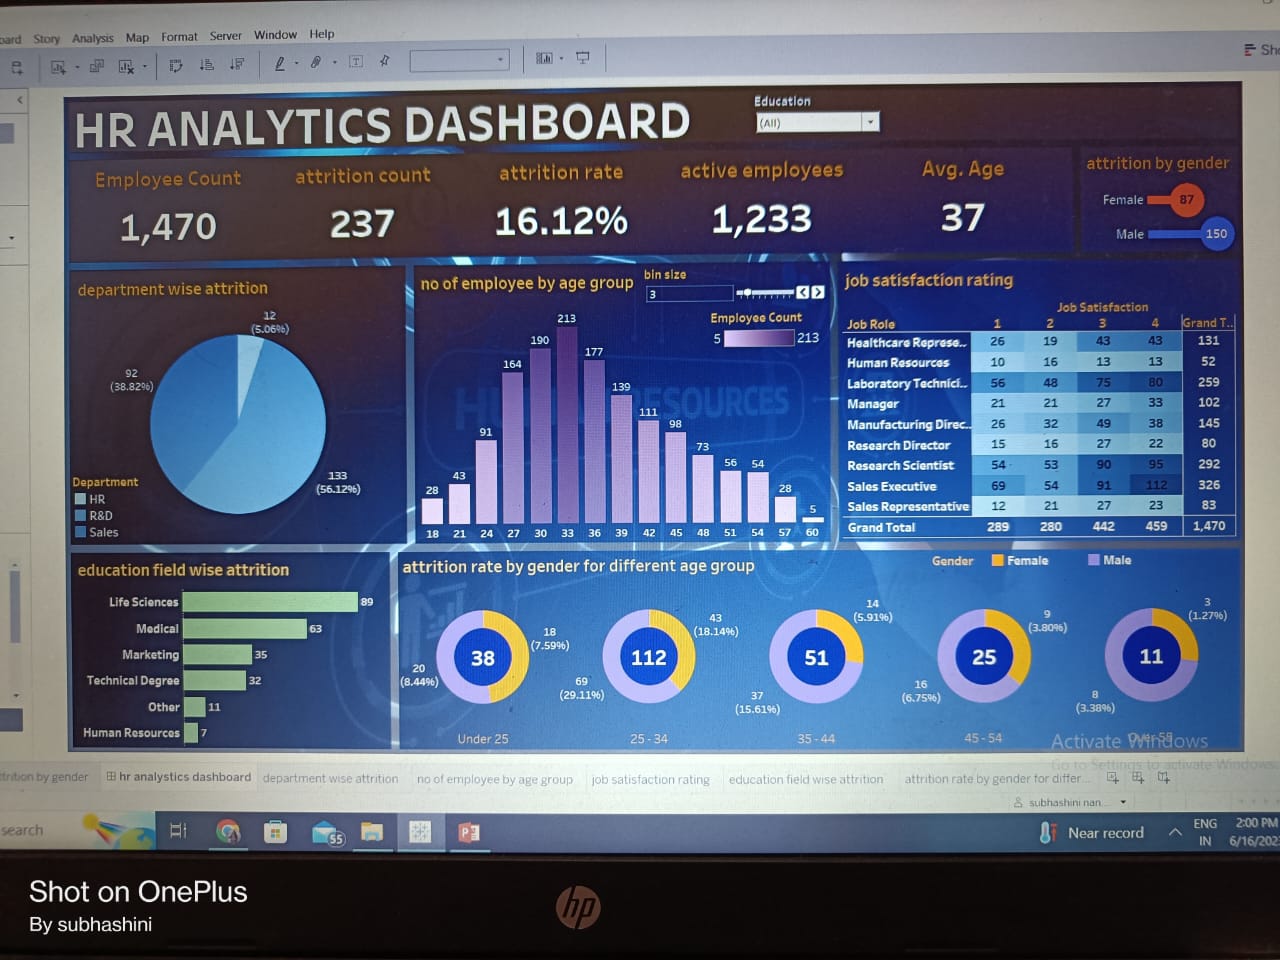 Story Analysis Map Format Server Window Help
HR ANALYTICS DASHBOARD
Education
(All)
Employee Count
1,470
attrition count
237
attrition rate
16.12%
active employees
1,233
Avg. Age
37
attrition by gender
Female 87
Male 150
department wise attrition
12
(5.06%)
92
(38.82%)
133
(56.12%)
Department
HR
R&D
Sales
no of employee by age group
bin size
3
Employee Count
5 213
28 43 91 164 190 213 177 139 111 98 73 56 54 28 5
18 21 24 27 30 33 36 39 42 45 48 51 54 57 60
job satisfaction rating
Job Satisfaction
Job Role 1 2 3 4 Grand T..
Healthcare Represe.. 26 19 43 43 131
Human Resources 10 16 13 13 52
Laboratory Technici.. 56 48 75 80 259
Manager 21 21 27 33 102
Manufacturing Direc.. 26 32 49 38 145
Research Director 15 16 27 22 80
Research Scientist 54 53 90 95 292
Sales Executive 69 54 91 112 326
Sales Representative 12 21 27 23 83
Grand Total 289 280 442 459 1,470
education field wise attrition
Life Sciences 89
Medical 63
Marketing 35
Technical Degree 32
Other 11
Human Resources 7
attrition rate by gender for different age group
Gender Female Male
38
18
(7.59%)
20
(8.44%)
Under 25
112
43
(18.14%)
69
(29.11%)
25 - 34
51
14
(5.91%)
37
(15.61%)
35 - 44
25
9
(3.80%)
16
(6.75%)
45 - 54
11
3
(1.27%)
8
(3.38%)
Over 55
Activate Windows
Go to Settings to activate Windows.
by gender hr analystics dashboard department wise attrition no of employee by age group job satisfaction rating education field wise attrition attrition rate by gender for differ...
subhashini nan...
search
55
Near record
ENG
IN
2:00 PM
Shot on OnePlus
By subhashini
hp